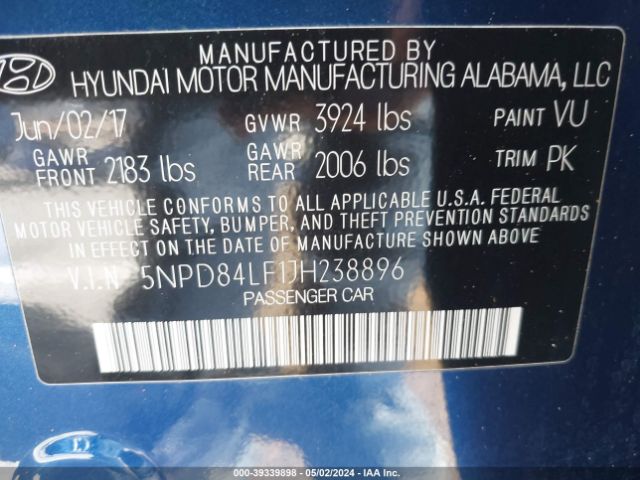 MANUFACTURED BY
HYUNDAI MOTOR MANUFACTURING ALABAMA, LLC
Jun/02/17 GVWR 3924 lbs PAINT VU
GAWR FRONT 2183 lbs GAWR REAR 2006 lbs TRIM PK
THIS VEHICLE CONFORMS TO ALL APPLICABLE U.S.A. FEDERAL
MOTOR VEHICLE SAFETY, BUMPER, AND THEFT PREVENTION STANDARDS
IN EFFECT ON THE DATE OF MANUFACTURE SHOWN ABOVE
V.I.N 5NPD84LF1JH238896
PASSENGER CAR
000-39339898 - 05/02/2024 - IAA Inc.